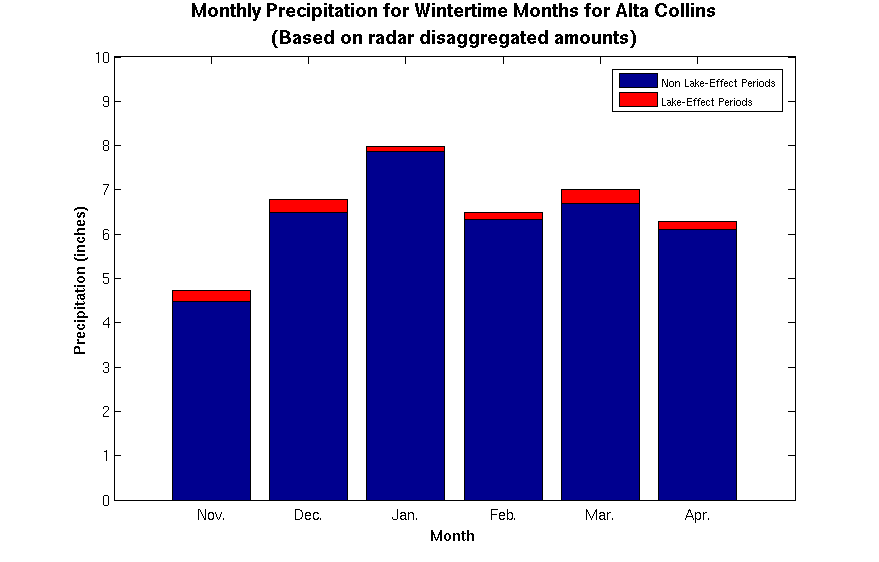 Monthly Precipitation for Wintertime Months for Alta Collins
(Based on radar disaggregated amounts)
Non Lake-Effect Periods
Lake-Effect Periods
Precipitation (inches)
10
9
8
7
6
5
4
3
2
1
0
Nov. Dec. Jan. Feb. Mar. Apr.
Month